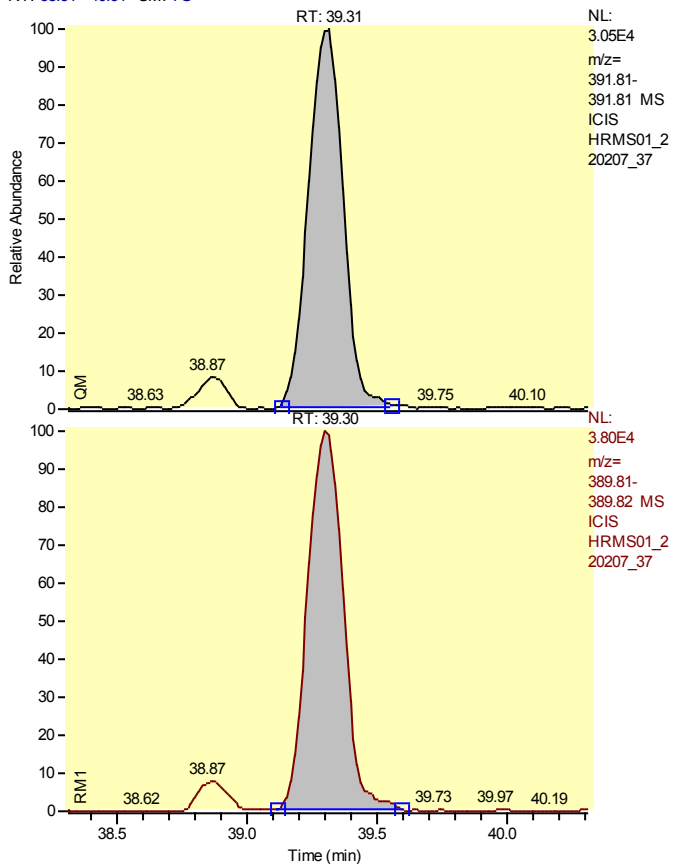 RT: 39.31
NL:
3.05E4
m/z=
391.81-
391.81 MS
ICIS
HRMS01_2
20207_37
100
90
80
70
60
50
40
30
20
10
0
Relative Abundance
QM
38.63
38.87
39.75
40.10
RT: 39.30
NL:
3.80E4
m/z=
389.81-
389.82 MS
ICIS
HRMS01_2
20207_37
100
90
80
70
60
50
40
30
20
10
0
RM1
38.62
38.87
39.73
39.97
40.19
38.5
39.0
39.5
40.0
Time (min)